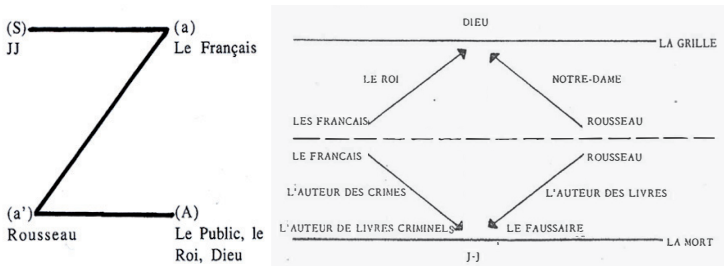 (S)
JJ
(a)
Le Français
(a')
Rousseau
(A)
Le Public, le
Roi, Dieu
DIEU
LA GRILLE
LE ROI
NOTRE-DAME
LES FRANCAIS
ROUSSEAU
LE FRANCAIS
ROUSSEAU
L'AUTEUR DES CRIMES
L'AUTEUR DES LIVRES
L'AUTEUR DE LIVRES CRIMINELS
LE FAUSSAIRE
LA MORT
J-J